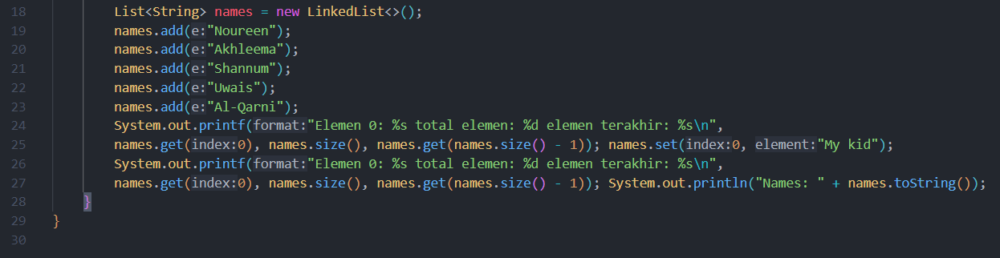 18 List<String> names = new LinkedList<>();
19 names.add(e:"Noureen");
20 names.add(e:"Akhleema");
21 names.add(e:"Shannum");
22 names.add(e:"Uwais");
23 names.add(e:"Al-Qarni");
24 System.out.printf(format:"Elemen 0: %s total elemen: %d elemen terakhir: %s\n",
25 names.get(index:0), names.size(), names.get(names.size() - 1)); names.set(index:0, element:"My kid");
26 System.out.printf(format:"Elemen 0: %s total elemen: %d elemen terakhir: %s\n",
27 names.get(index:0), names.size(), names.get(names.size() - 1)); System.out.println("Names: " + names.toString());
28 }
29 }
30